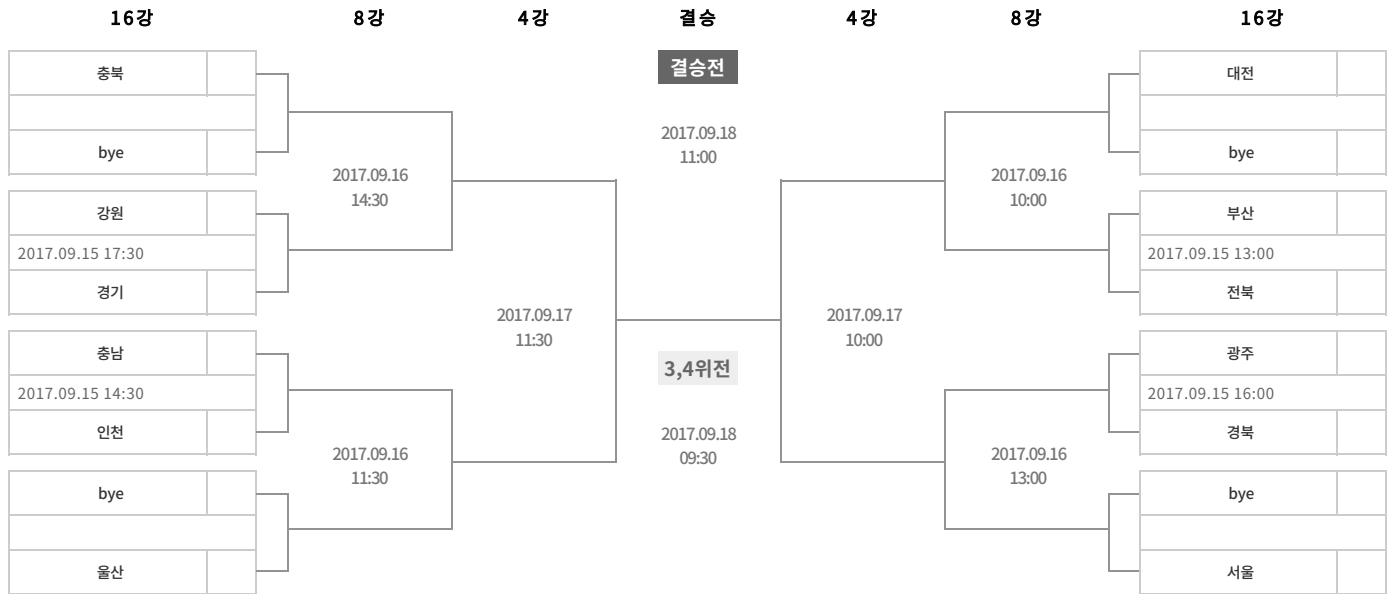 16강 8강 4강 결승 4강 8강 16강
충북
bye
강원
2017.09.15 17:30
경기
충남
2017.09.15 14:30
인천
bye
울산
2017.09.16
14:30
2017.09.16
11:30
2017.09.17
11:30
결승전
2017.09.18
11:00
3,4위전
2017.09.18
09:30
2017.09.17
10:00
2017.09.16
10:00
2017.09.16
13:00
대전
bye
부산
2017.09.15 13:00
전북
광주
2017.09.15 16:00
경북
bye
서울